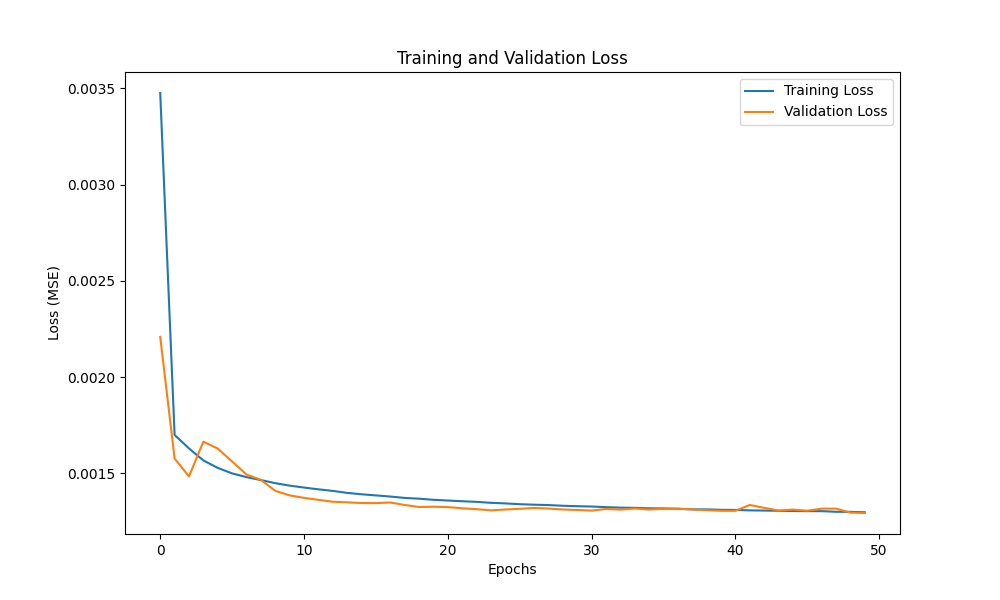 Training and Validation Loss
Training Loss
Validation Loss
0.0035
0.0030
0.0025
0.0020
0.0015
Loss (MSE)
0
10
20
30
40
50
Epochs